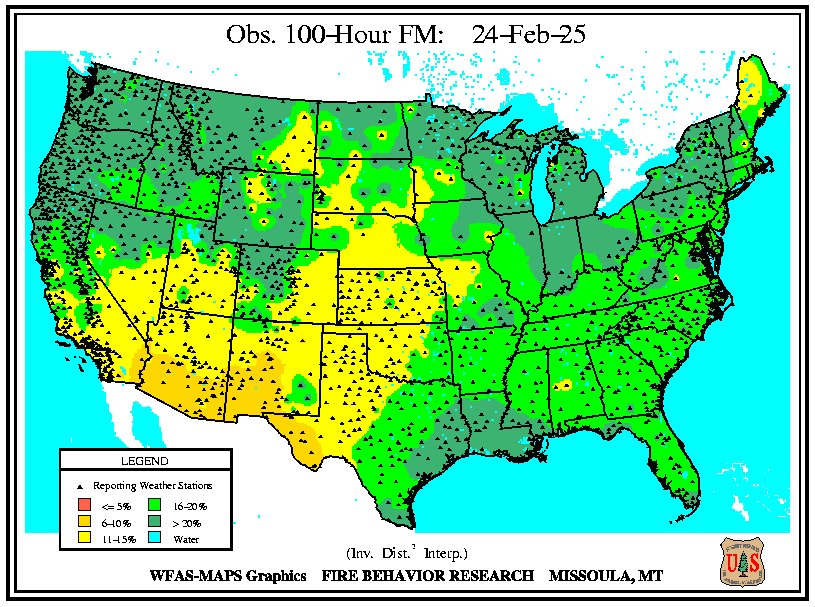 Obs. 100-Hour FM: 24-Feb-25
LEGEND
Reporting Weather Stations
<= 5% 16-20%
6-10% > 20%
11-15% Water
(Inv. Dist.² Interp.)
WFAS-MAPS Graphics FIRE BEHAVIOR RESEARCH MISSOULA, MT
U S